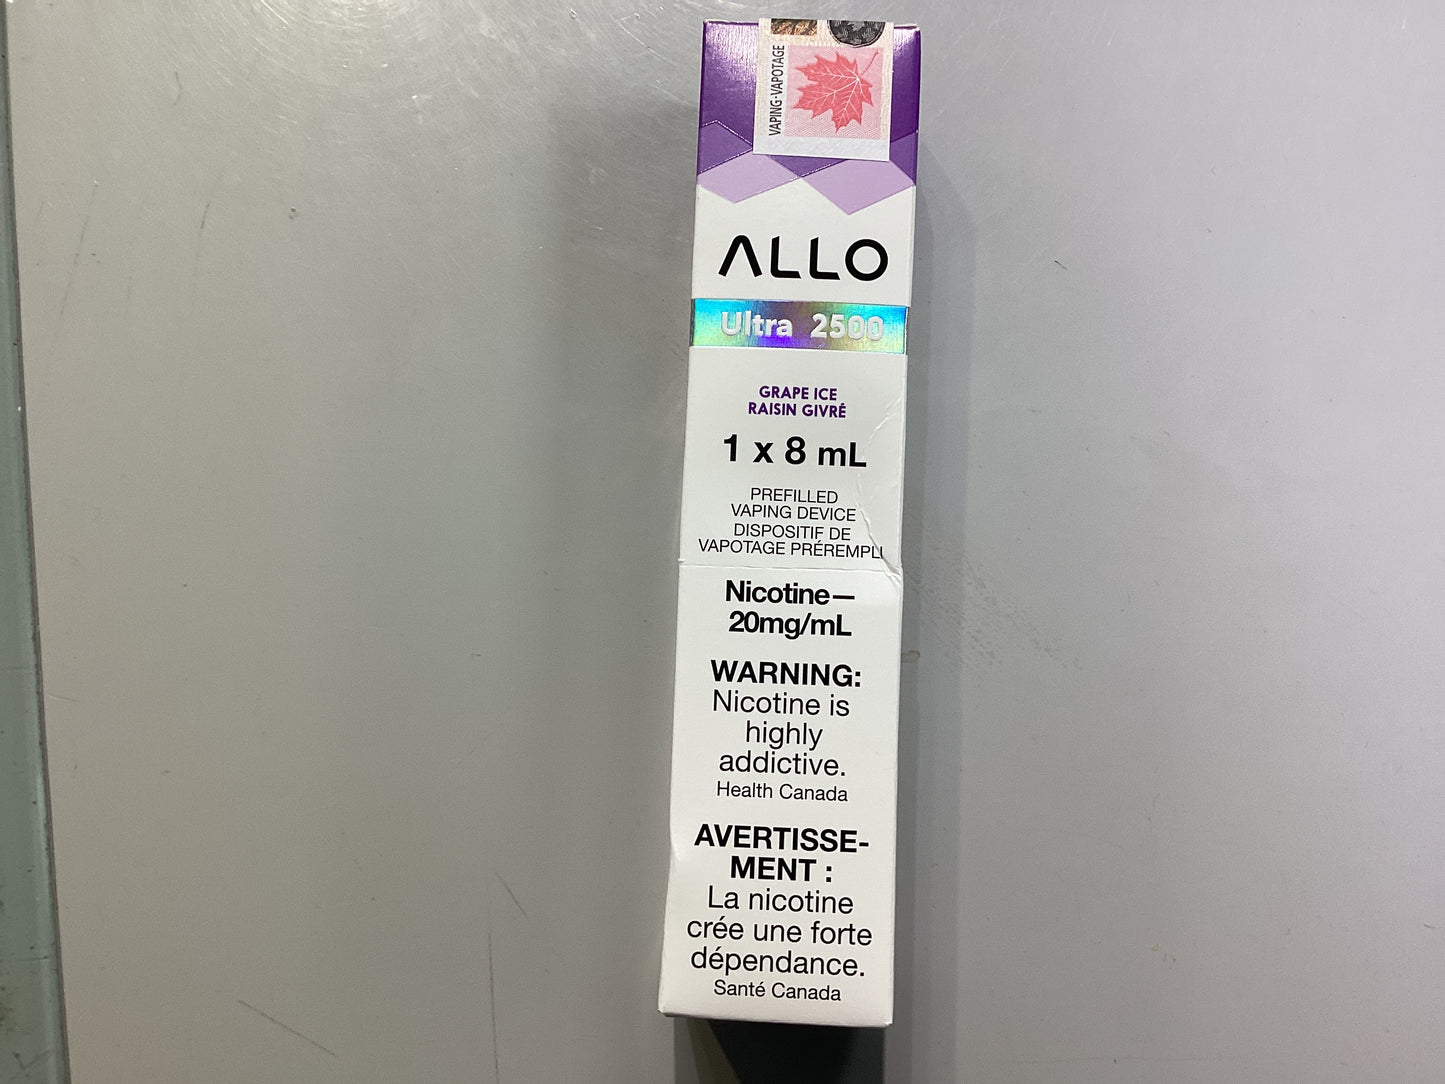 VAPING·VAPOTAGE
ALLO
Ultra 2500
GRAPE ICE
RAISIN GIVRÉ
1 x 8 mL
PREFILLED
VAPING DEVICE
DISPOSITIF DE
VAPOTAGE PRÉREMPLI
Nicotine—
20mg/mL
WARNING:
Nicotine is
highly
addictive.
Health Canada
AVERTISSE-
MENT :
La nicotine
crée une forte
dépendance.
Santé Canada